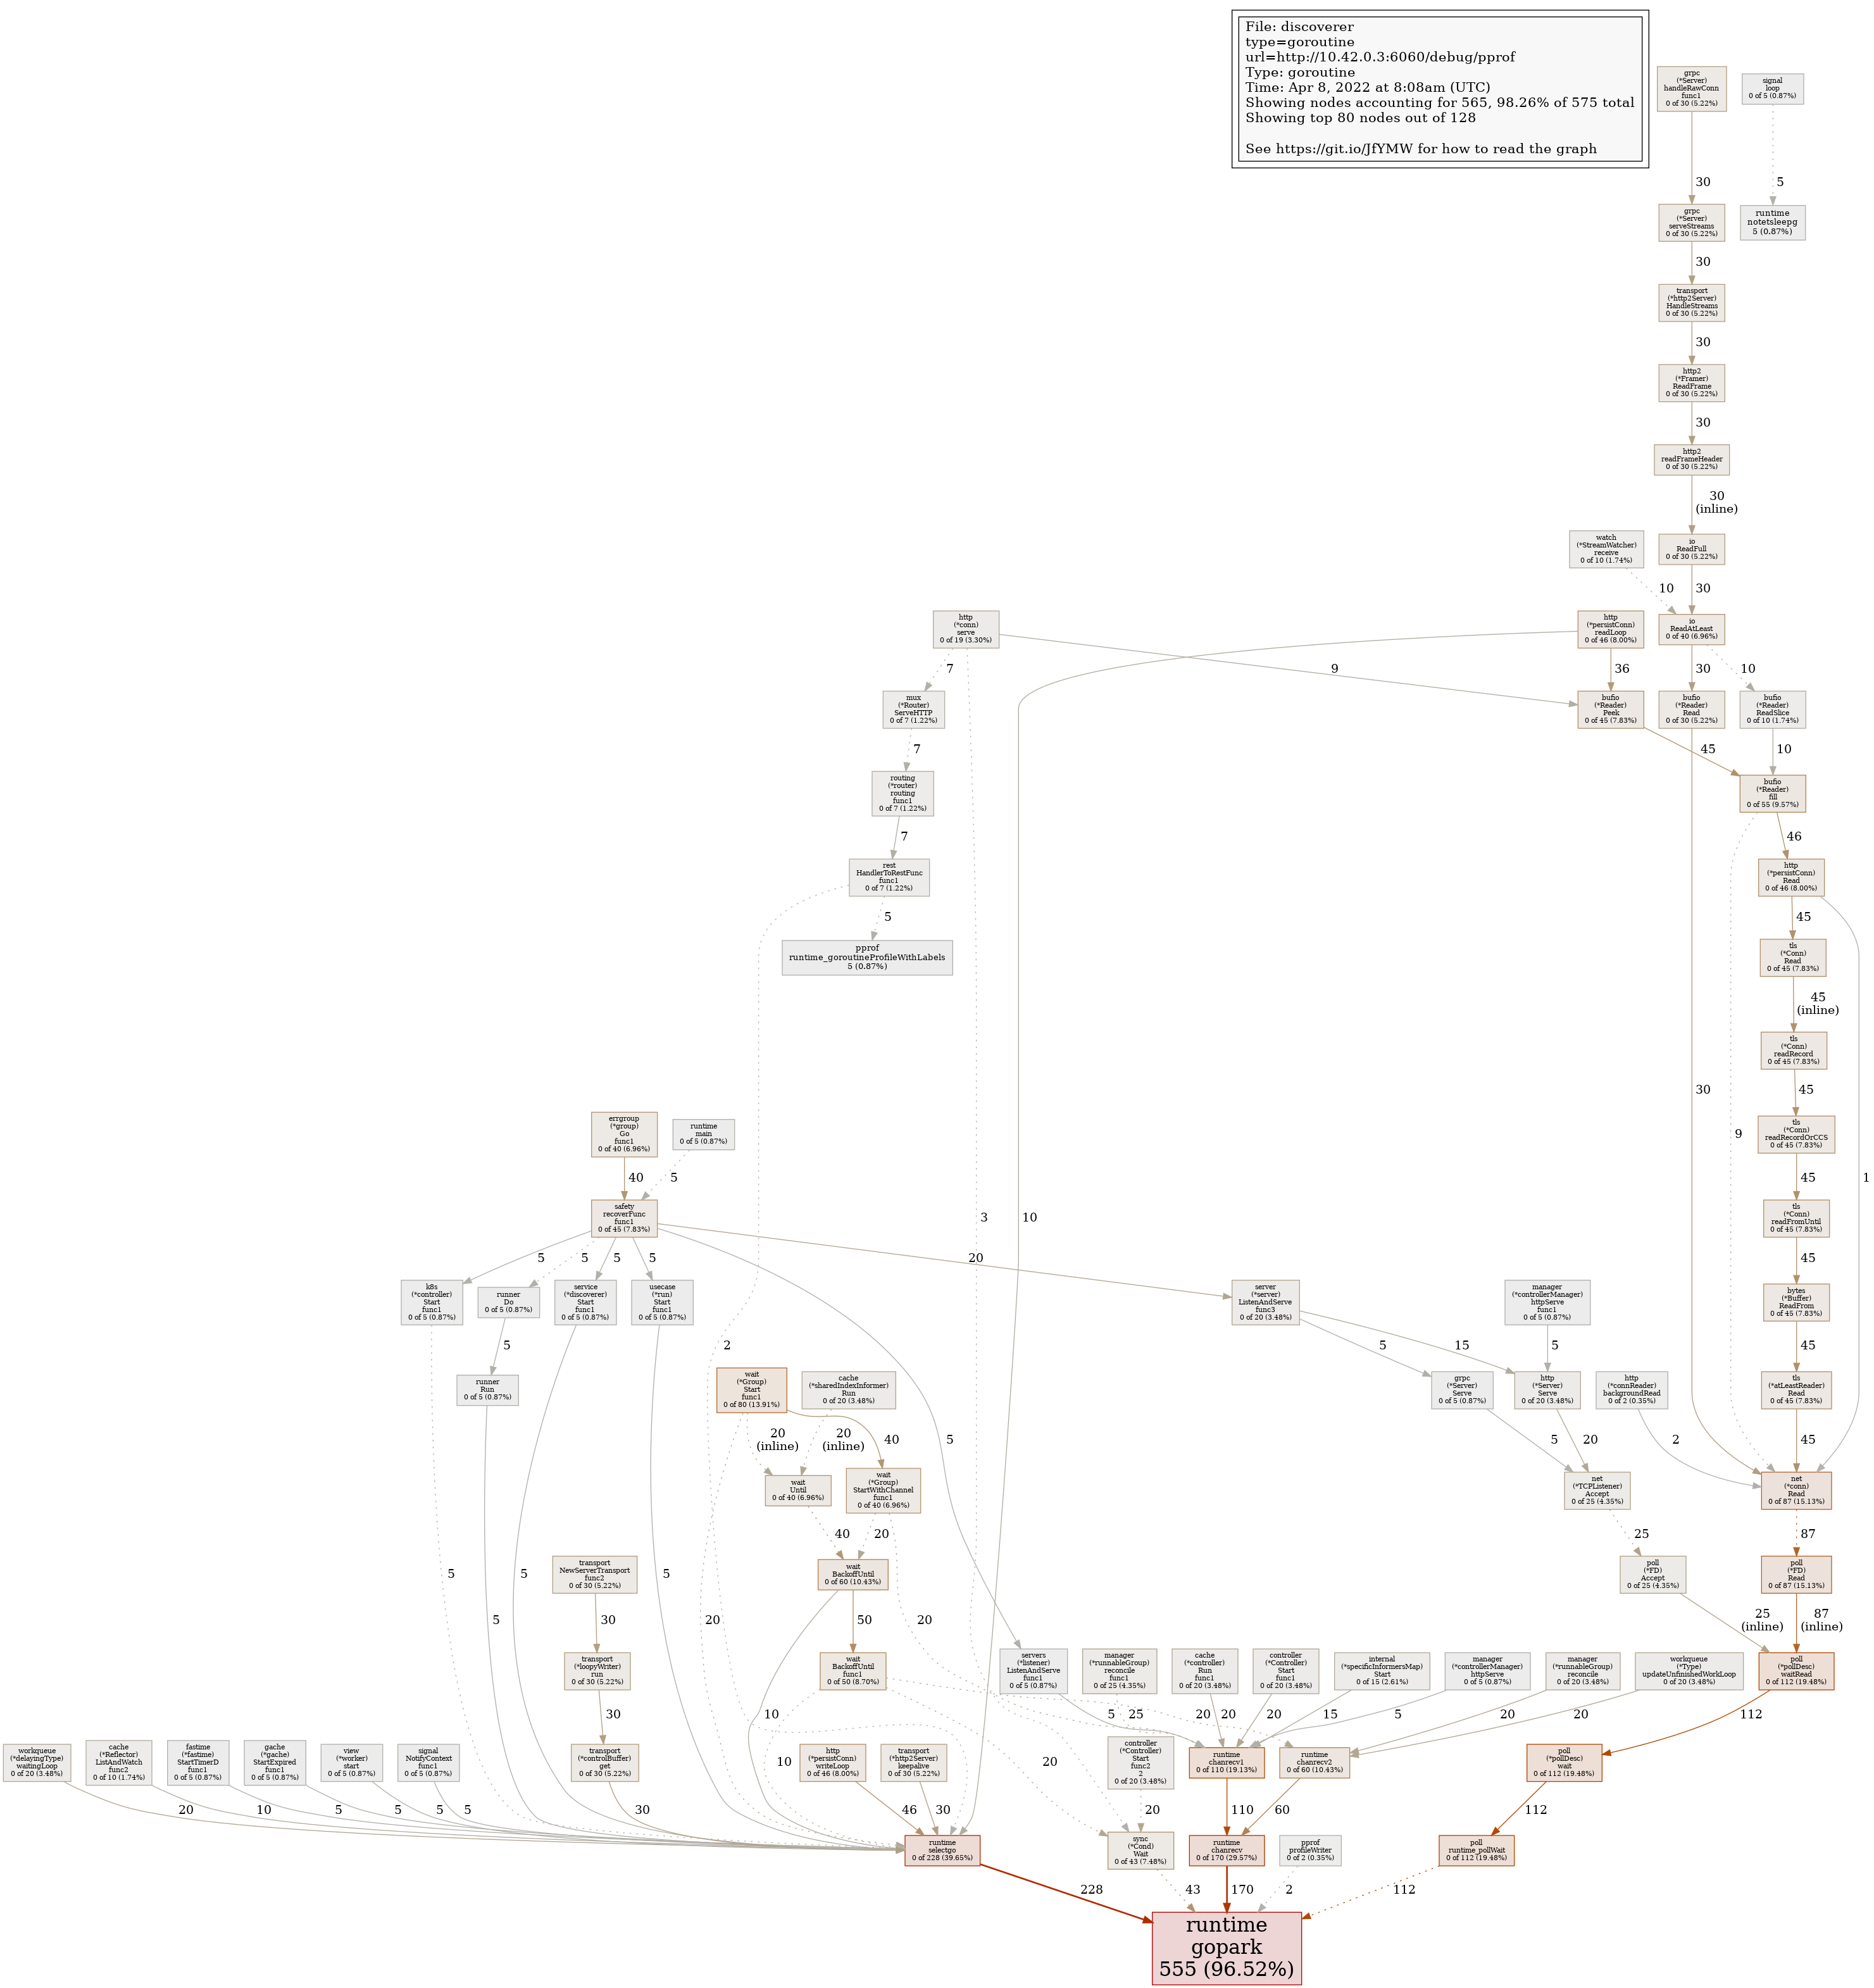 File: discoverer
type=goroutine
url=http://10.42.0.3:6060/debug/pprof
Type: goroutine
Time: Apr 8, 2022 at 8:08am (UTC)
Showing nodes accounting for 565, 98.26% of 575 total
Showing top 80 nodes out of 128
See https://git.io/JfYMW for how to read the graph
grpc
(*Server)
handleRawConn
func1
0 of 30 (5.22%)
signal
loop
0 of 5 (0.87%)
30
5
grpc
(*Server)
serveStreams
0 of 30 (5.22%)
runtime
notetsleepg
5 (0.87%)
30
transport
(*http2Server)
HandleStreams
0 of 30 (5.22%)
30
http2
(*Framer)
ReadFrame
0 of 30 (5.22%)
30
http2
readFrameHeader
0 of 30 (5.22%)
30
(inline)
watch
(*StreamWatcher)
receive
0 of 10 (1.74%)
io
ReadFull
0 of 30 (5.22%)
10
30
http
(*conn)
serve
0 of 19 (3.30%)
http
(*persistConn)
readLoop
0 of 46 (8.00%)
io
ReadAtLeast
0 of 40 (6.96%)
7
9
36
30
10
mux
(*Router)
ServeHTTP
0 of 7 (1.22%)
bufio
(*Reader)
Peek
0 of 45 (7.83%)
bufio
(*Reader)
Read
0 of 30 (5.22%)
bufio
(*Reader)
ReadSlice
0 of 10 (1.74%)
7
45
10
routing
(*router)
routing
func1
0 of 7 (1.22%)
bufio
(*Reader)
fill
0 of 55 (9.57%)
7
46
rest
HandlerToRestFunc
func1
0 of 7 (1.22%)
http
(*persistConn)
Read
0 of 46 (8.00%)
5
45
pprof
runtime_goroutineProfileWithLabels
5 (0.87%)
tls
(*Conn)
Read
0 of 45 (7.83%)
45
(inline)
tls
(*Conn)
readRecord
0 of 45 (7.83%)
30
9
1
45
errgroup
(*group)
Go
func1
0 of 40 (6.96%)
runtime
main
0 of 5 (0.87%)
tls
(*Conn)
readRecordOrCCS
0 of 45 (7.83%)
40
5
45
safety
recoverFunc
func1
0 of 45 (7.83%)
3
10
tls
(*Conn)
readFromUntil
0 of 45 (7.83%)
5
5
5
5
20
45
k8s
(*controller)
Start
func1
0 of 5 (0.87%)
runner
Do
0 of 5 (0.87%)
service
(*discoverer)
Start
func1
0 of 5 (0.87%)
usecase
(*run)
Start
func1
0 of 5 (0.87%)
server
(*server)
ListenAndServe
func3
0 of 20 (3.48%)
manager
(*controllerManager)
httpServe
func1
0 of 5 (0.87%)
bytes
(*Buffer)
ReadFrom
0 of 45 (7.83%)
5
2
5
15
5
45
runner
Run
0 of 5 (0.87%)
wait
(*Group)
Start
func1
0 of 80 (13.91%)
cache
(*sharedIndexInformer)
Run
0 of 20 (3.48%)
grpc
(*Server)
Serve
0 of 5 (0.87%)
http
(*Server)
Serve
0 of 20 (3.48%)
http
(*connReader)
backgroundRead
0 of 2 (0.35%)
tls
(*atLeastReader)
Read
0 of 45 (7.83%)
20
(inline)
20
(inline)
40
5
5
20
2
45
wait
Until
0 of 40 (6.96%)
wait
(*Group)
StartWithChannel
func1
0 of 40 (6.96%)
net
(*TCPListener)
Accept
0 of 25 (4.35%)
net
(*conn)
Read
0 of 87 (15.13%)
40
20
25
87
transport
NewServerTransport
func2
0 of 30 (5.22%)
wait
BackoffUntil
0 of 60 (10.43%)
poll
(*FD)
Accept
0 of 25 (4.35%)
poll
(*FD)
Read
0 of 87 (15.13%)
5
5
5
5
30
20
50
20
25
(inline)
87
(inline)
transport
(*loopyWriter)
run
0 of 30 (5.22%)
wait
BackoffUntil
func1
0 of 50 (8.70%)
servers
(*listener)
ListenAndServe
func1
0 of 5 (0.87%)
manager
(*runnableGroup)
reconcile
func1
0 of 25 (4.35%)
cache
(*controller)
Run
func1
0 of 20 (3.48%)
controller
(*Controller)
Start
func1
0 of 20 (3.48%)
internal
(*specificInformersMap)
Start
0 of 15 (2.61%)
manager
(*controllerManager)
httpServe
0 of 5 (0.87%)
manager
(*runnableGroup)
reconcile
0 of 20 (3.48%)
workqueue
(*Type)
updateUnfinishedWorkLoop
0 of 20 (3.48%)
poll
(*pollDesc)
waitRead
0 of 112 (19.48%)
30
10
5
25
20
20
20
15
5
20
20
112
workqueue
(*delayingType)
waitingLoop
0 of 20 (3.48%)
cache
(*Reflector)
ListAndWatch
func2
0 of 10 (1.74%)
fastime
(*fastime)
StartTimerD
func1
0 of 5 (0.87%)
gache
(*gache)
StartExpired
func1
0 of 5 (0.87%)
view
(*worker)
start
0 of 5 (0.87%)
signal
NotifyContext
func1
0 of 5 (0.87%)
transport
(*controlBuffer)
get
0 of 30 (5.22%)
http
(*persistConn)
writeLoop
0 of 46 (8.00%)
transport
(*http2Server)
keepalive
0 of 30 (5.22%)
controller
(*Controller)
Start
func2
2
0 of 20 (3.48%)
runtime
chanrecv1
0 of 110 (19.13%)
runtime
chanrecv2
0 of 60 (10.43%)
poll
(*pollDesc)
wait
0 of 112 (19.48%)
10
20
20
10
5
5
5
5
30
46
30
20
110
60
112
runtime
selectgo
0 of 228 (39.65%)
sync
(*Cond)
Wait
0 of 43 (7.48%)
runtime
chanrecv
0 of 170 (29.57%)
pprof
profileWriter
0 of 2 (0.35%)
poll
runtime_pollWait
0 of 112 (19.48%)
228
43
170
2
112
runtime
gopark
555 (96.52%)